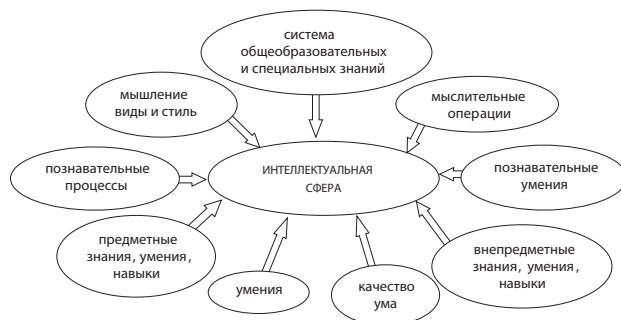 система
общеобразовательных
и специальных знаний
мышление
виды и стиль
мыслительные
операции
познавательные
процессы
ИНТЕЛЛЕКТУАЛЬНАЯ
СФЕРА
познавательные
умения
предметные
знания, умения,
навыки
умения
качество
ума
внепредметные
знания, умения,
навыки